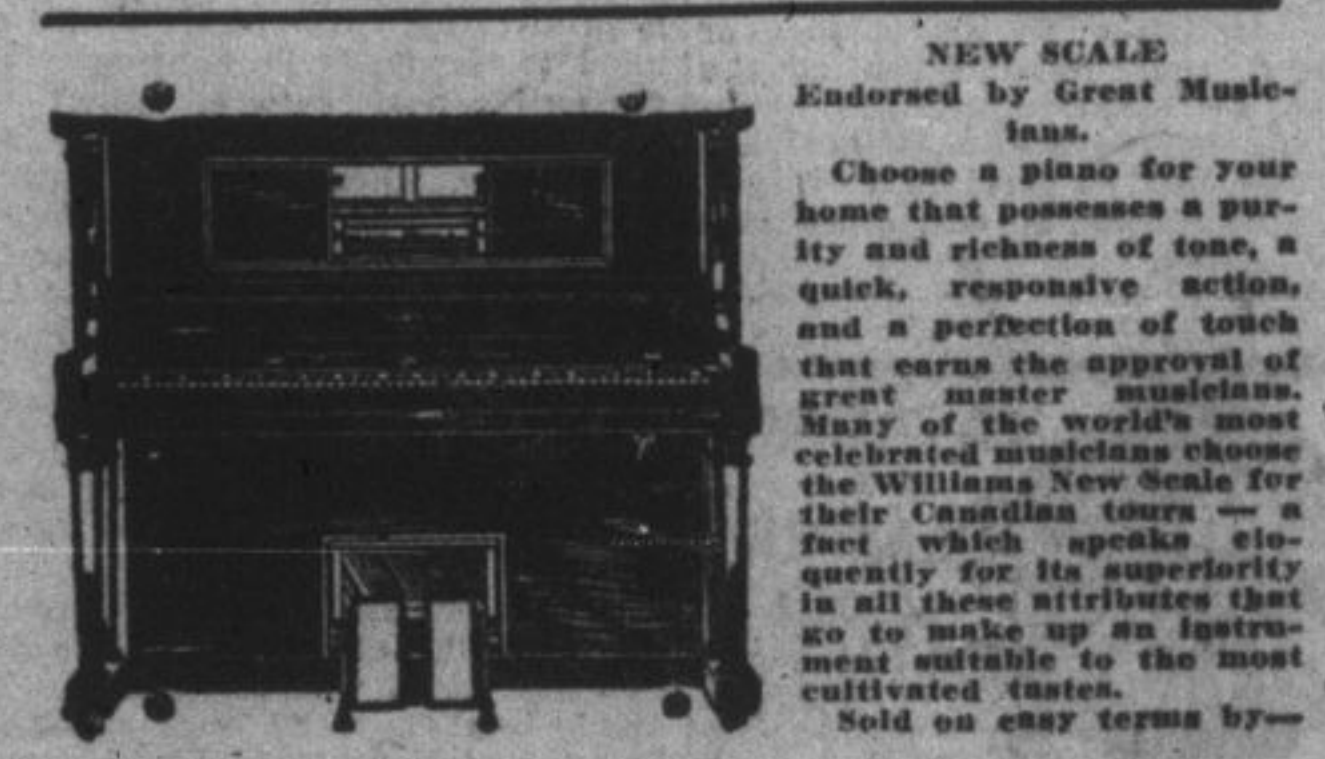 NEW SCALE
Endorsed by Great Music-
ians.
Choose a piano for your
home that possesses a pur-
ity and richness of tone, a
quick, responsive action,
and a perfection of touch
that earns the approval of
great master musicians.
Many of the world's most
celebrated musicians choose
the Williams New Scale for
their Canadian tours — a
fact which speaks elo-
quently for its superiority
in all these attributes that
go to make up an instru-
ment suitable to the most
cultivated tastes.
Sold on easy terms by—